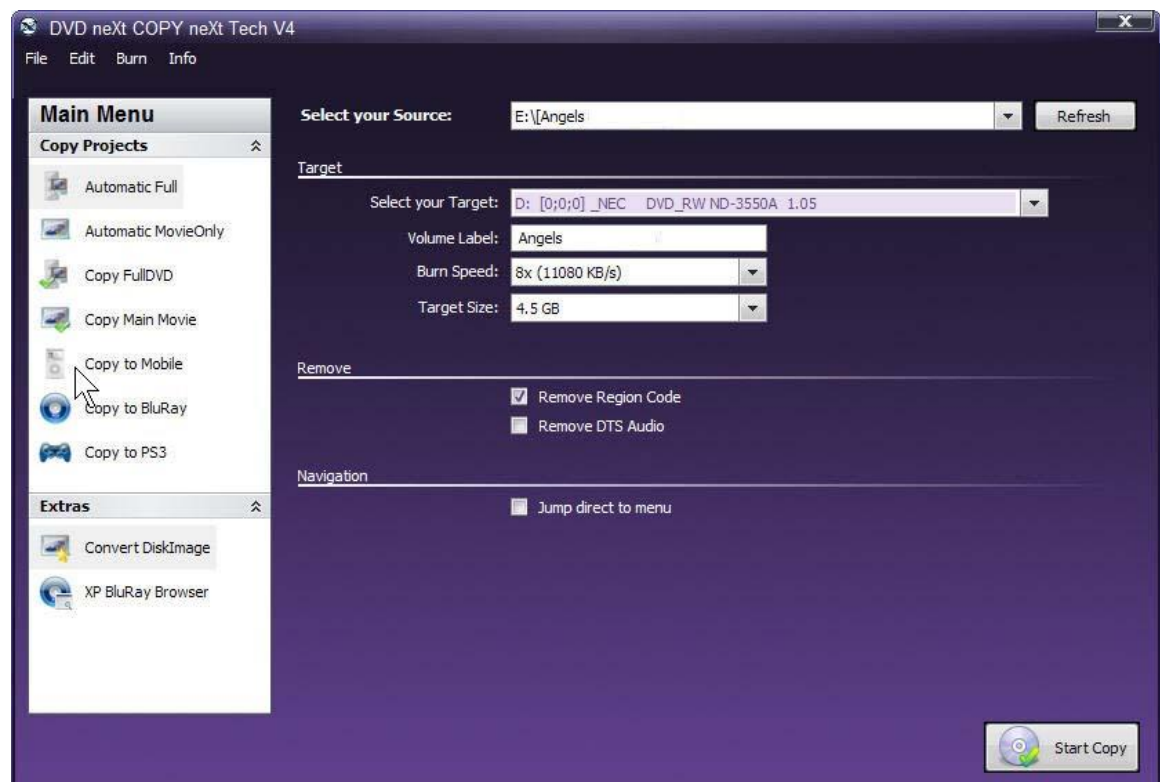 DVD neXt COPY neXt Tech V4
File Edit Burn Info
Main Menu
Copy Projects
Automatic Full
Automatic MovieOnly
Copy FullDVD
Copy Main Movie
Copy to Mobile
Copy to BluRay
Copy to PS3
Extras
Convert DiskImage
XP BluRay Browser
Select your Source: E:\[Angels Refresh
Target
Select your Target: D: [0;0;0] _NEC DVD_RW ND-3550A 1.05
Volume Label: Angels
Burn Speed: 8x (11080 KB/s)
Target Size: 4.5 GB
Remove
Remove Region Code
Remove DTS Audio
Navigation
Jump direct to menu
Start Copy